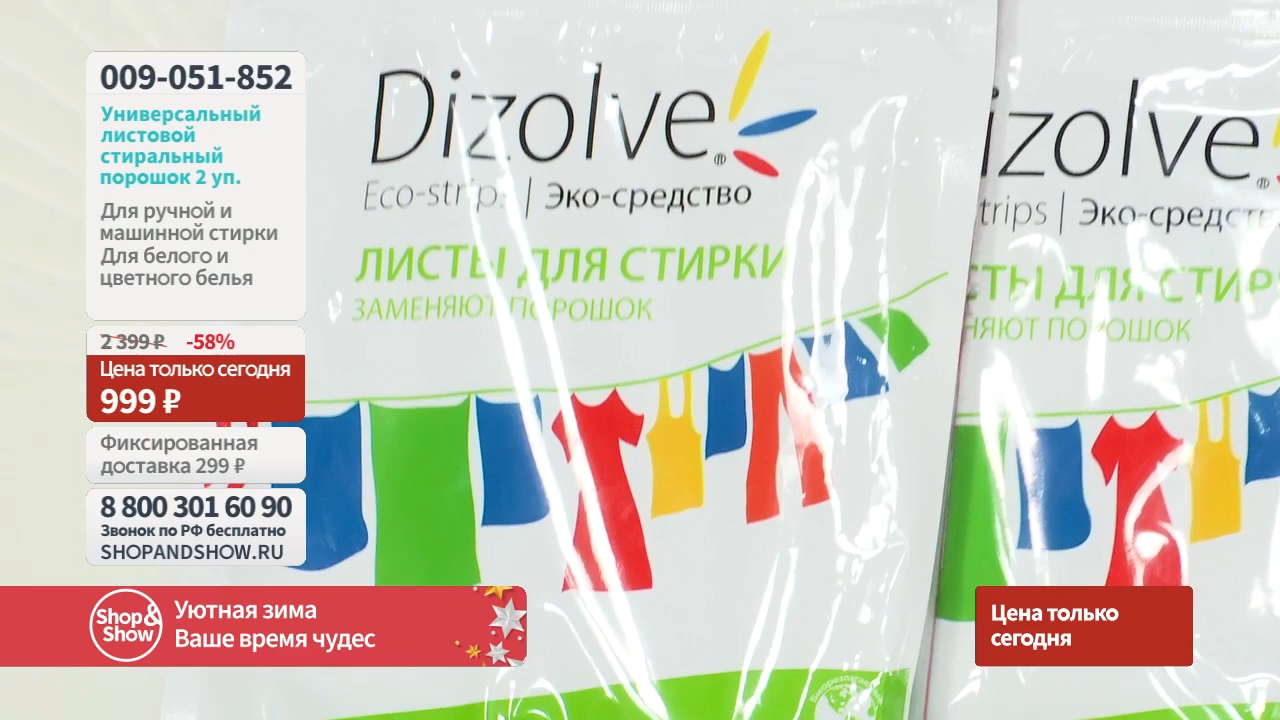 009-051-852
Универсальный
листовой
стиральный
порошок 2 уп.
Для ручной и
машинной стирки
Для белого и
цветного белья
2 399 ₽ -58%
Цена только сегодня
999 ₽
Фиксированная
доставка 299 ₽
8 800 301 60 90
Звонок по РФ бесплатно
SHOPANDSHOW.RU
Shop&
Show
Уютная зима
Ваше время чудес
Цена только
сегодня
Dizolve®
Eco-strips | Эко-средство
ЛИСТЫ ДЛЯ СТИРКИ
ЗАМЕНЯЮТ ПОРОШОК
izolve®
trips | Эко-средств
СТЫ ДЛЯ СТИР
НЯЮТ ПОРОШОК